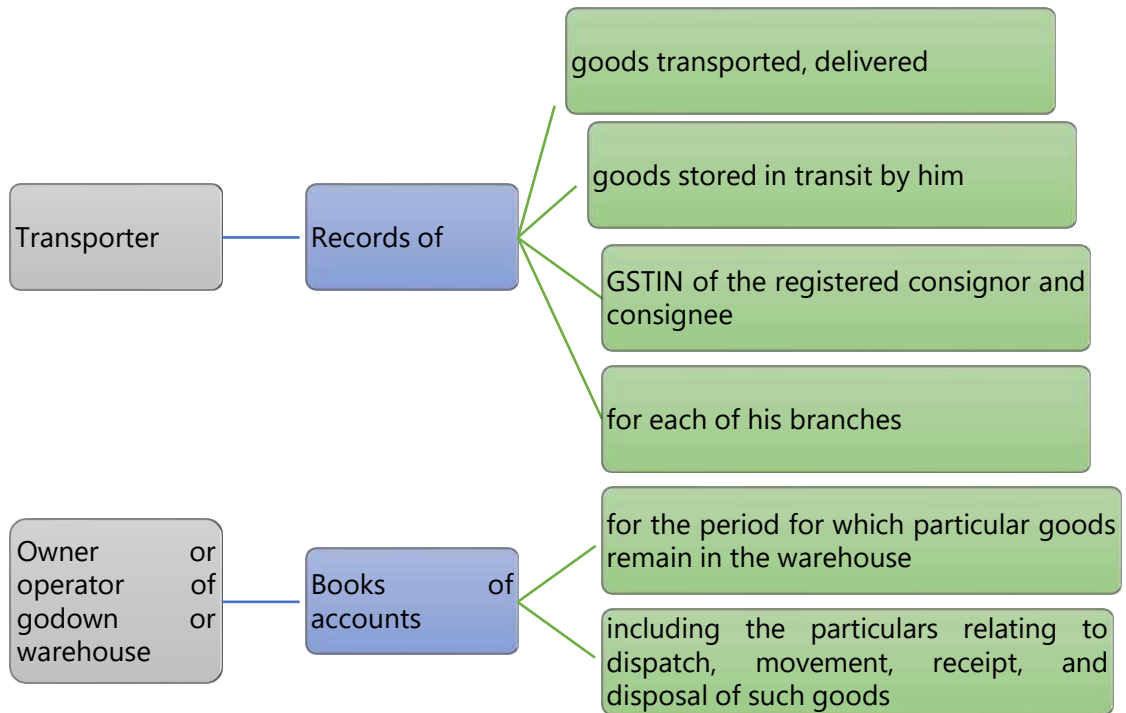 goods transported, delivered
goods stored in transit by him
Transporter
Records of
GSTIN of the registered consignor and
consignee
for each of his branches
Owner or
operator of
godown or
warehouse
Books of
accounts
for the period for which particular goods
remain in the warehouse
including the particulars relating to
dispatch, movement, receipt, and
disposal of such goods